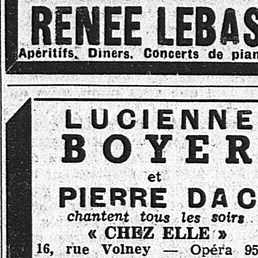 RENEE LEBAS
Apéritifs. Diners. Concerts de pian
LUCIENNE
BOYER
et
PIERRE DAC
chantent tous les soirs
« CHEZ ELLE »
16, rue Volney — Opéra 95